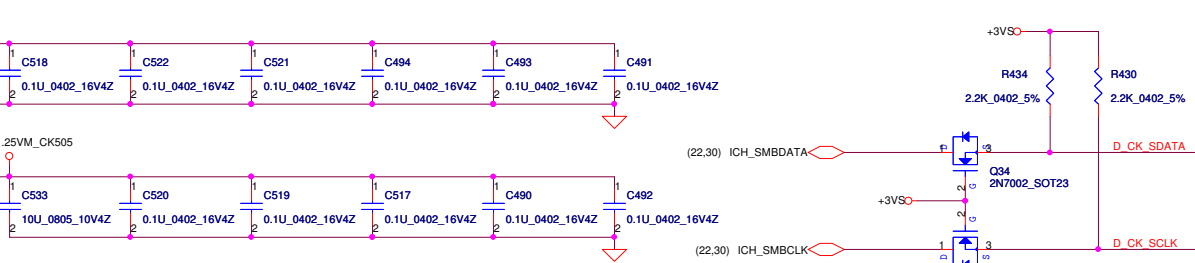 +3VS
1 1 1 1 1 1
C518 C522 C521 C494 C493 C491
R434 R430
0.1U_0402_16V4Z 0.1U_0402_16V4Z 0.1U_0402_16V4Z 0.1U_0402_16V4Z 0.1U_0402_16V4Z 0.1U_0402_16V4Z
2 2 2 2 2 2
2.2K_0402_5% 2.2K_0402_5%
.25VM_CK505
(22,30) ICH_SMBDATA 1 D S 3 D_CK_SDATA
Q34
2N7002_SOT23
1 1 1 1 1 1
2 G
C533 C520 C519 C517 C490 C492
+3VS
10U_0805_10V4Z 0.1U_0402_16V4Z 0.1U_0402_16V4Z 0.1U_0402_16V4Z 0.1U_0402_16V4Z 0.1U_0402_16V4Z
2 G
2 2 2 2 2 2
(22,30) ICH_SMBCLK 1 D S 3 D_CK_SCLK